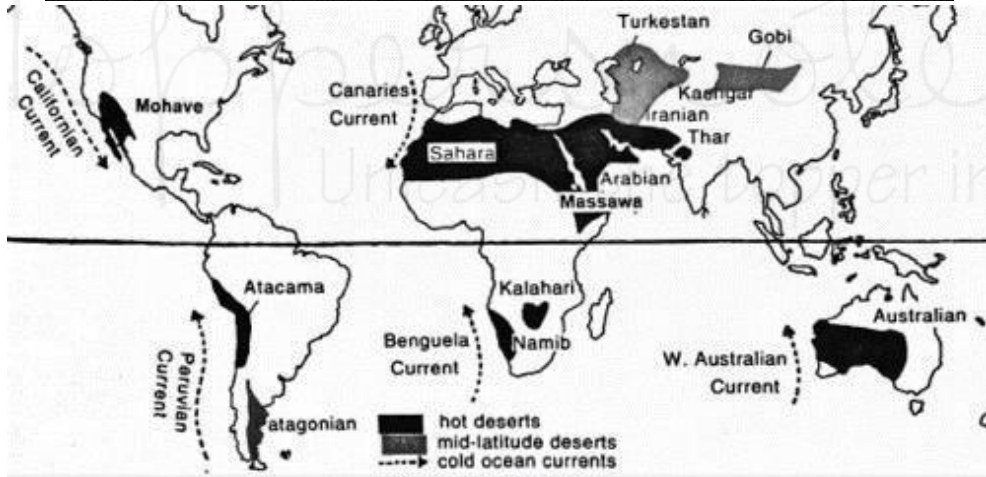 Turkestan
Gobi
Californian
Current
Mohave
Canaries
Current
Kashgar
Iranian
Thar
Sahara
Arabian
Massawa
Atacama
Kalahari
Namib
Australian
Peruvian
Current
Benguela
Current
W. Australian
Current
atagonian
hot deserts
mid-latitude deserts
cold ocean currents